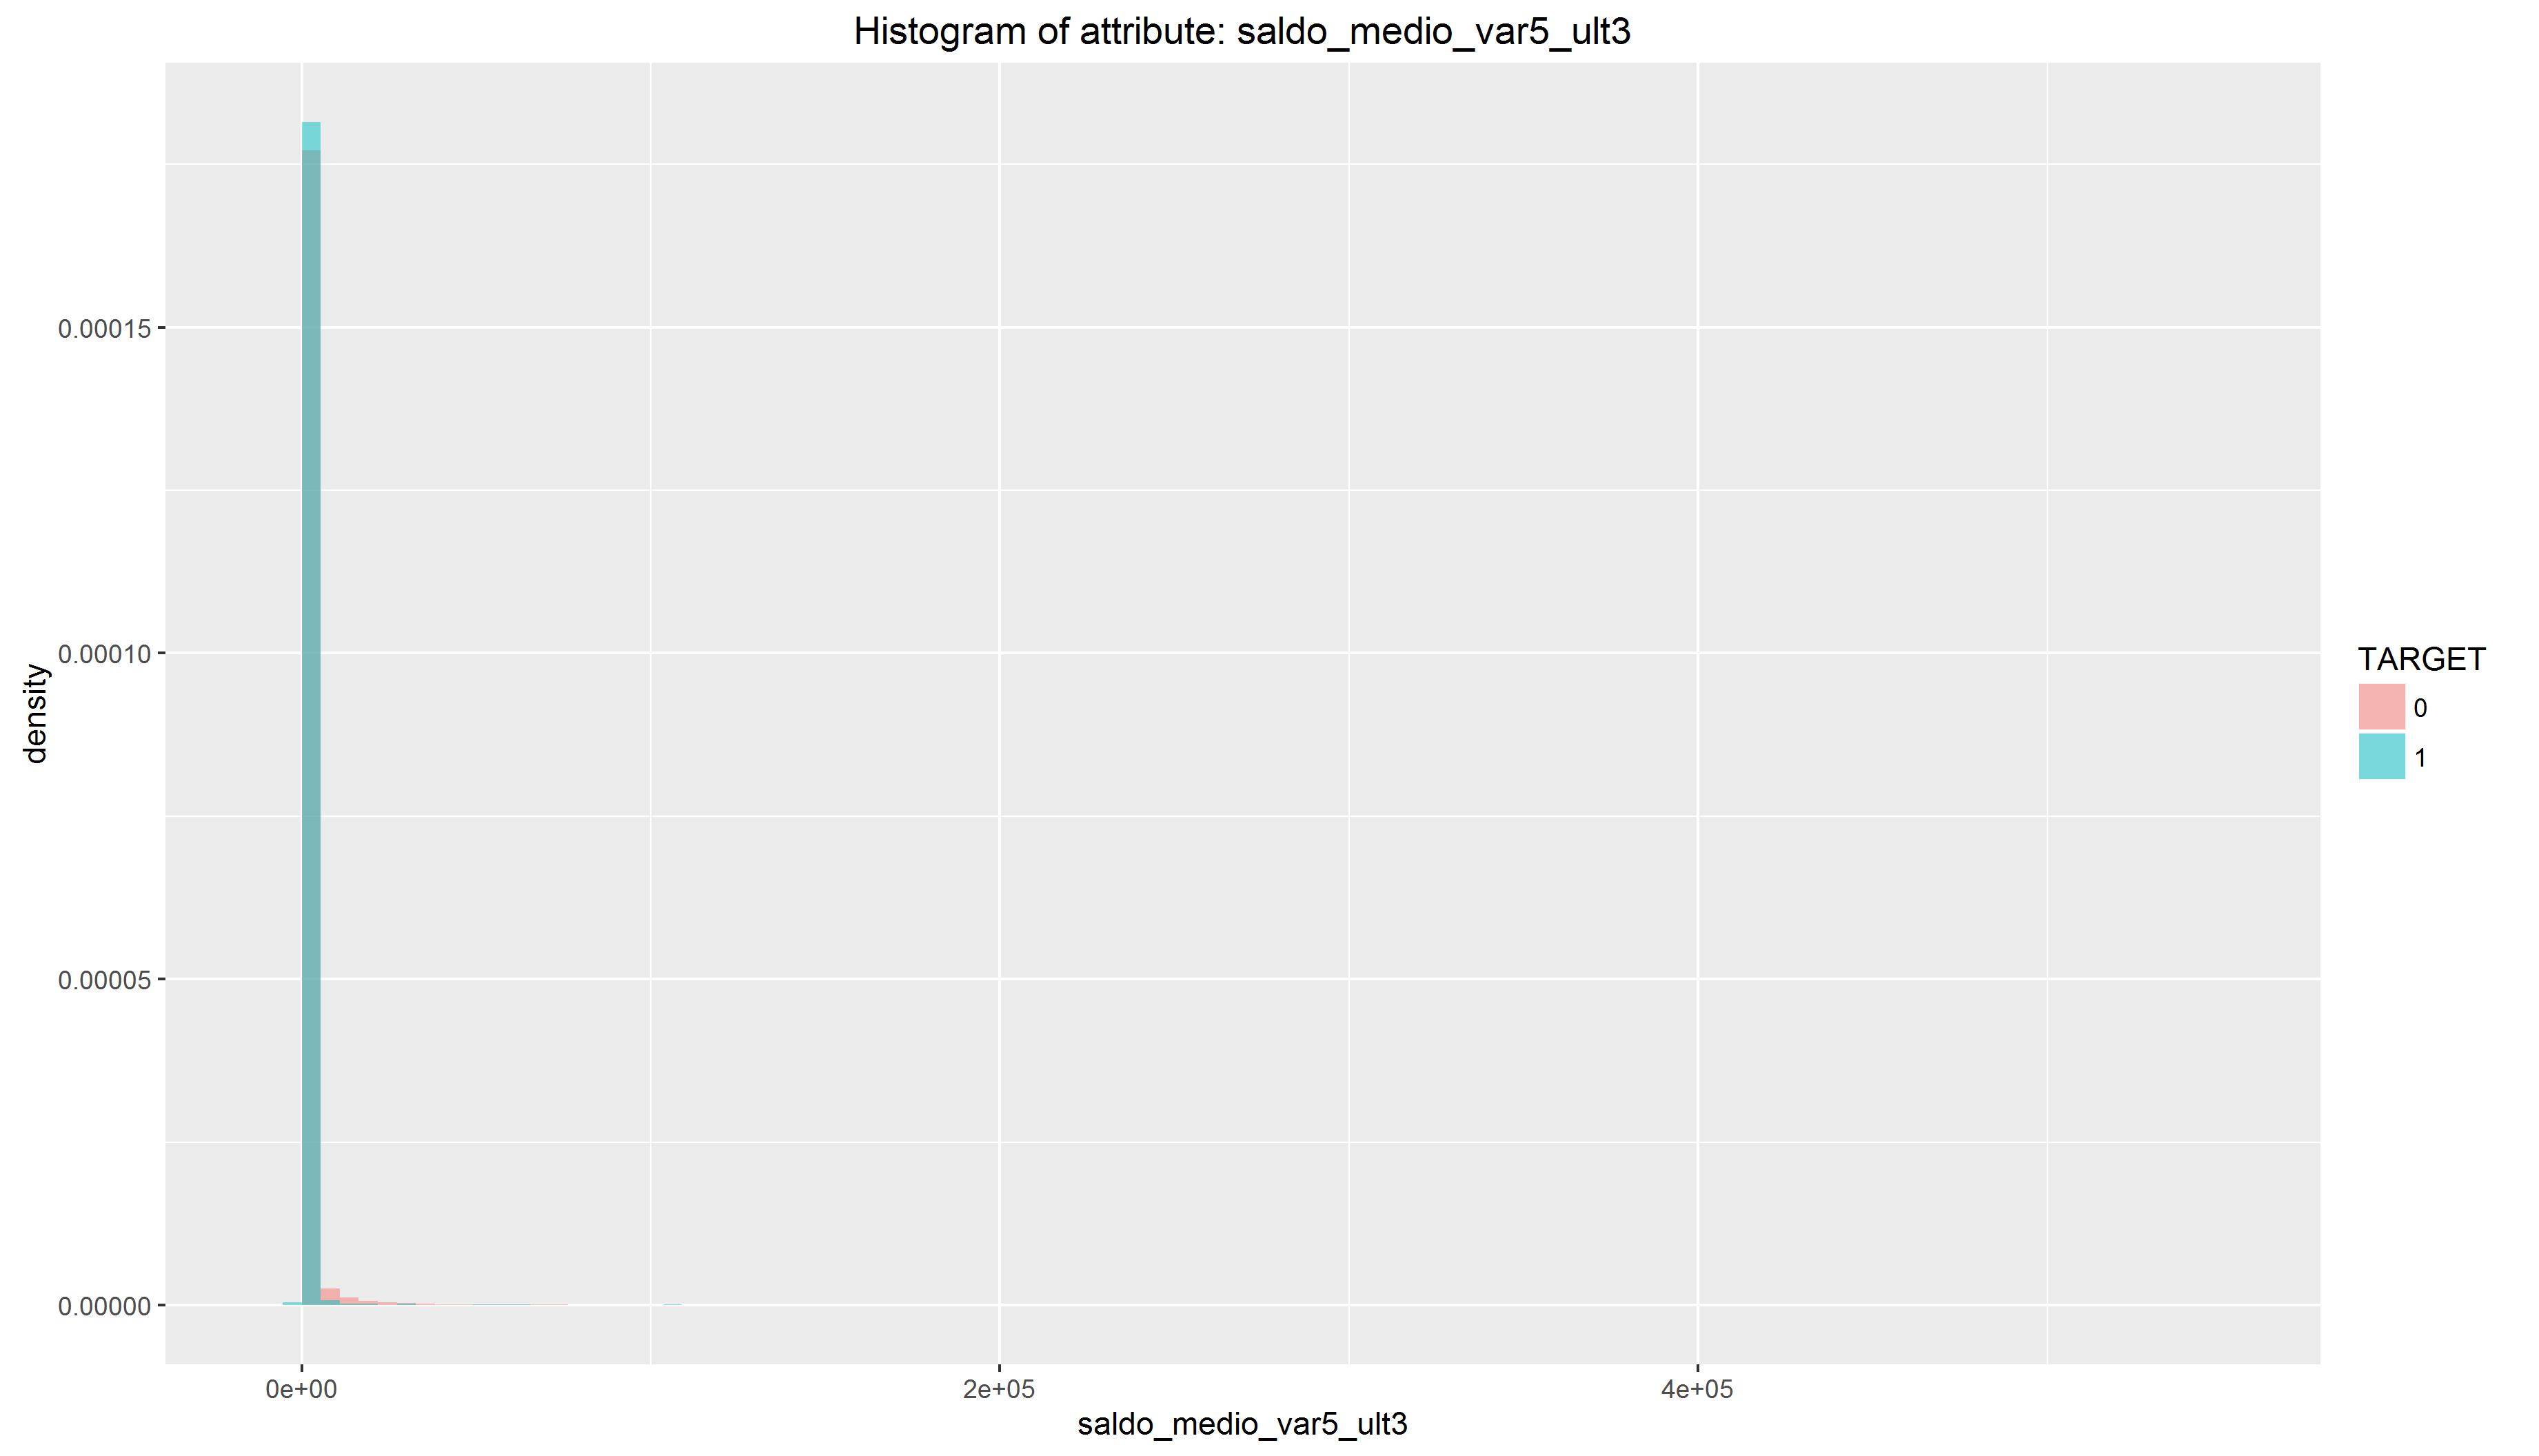 Histogram of attribute: saldo_medio_var5_ult3
density
0.00015
0.00010
0.00005
0.00000
0e+00
2e+05
4e+05
saldo_medio_var5_ult3
TARGET
0
1